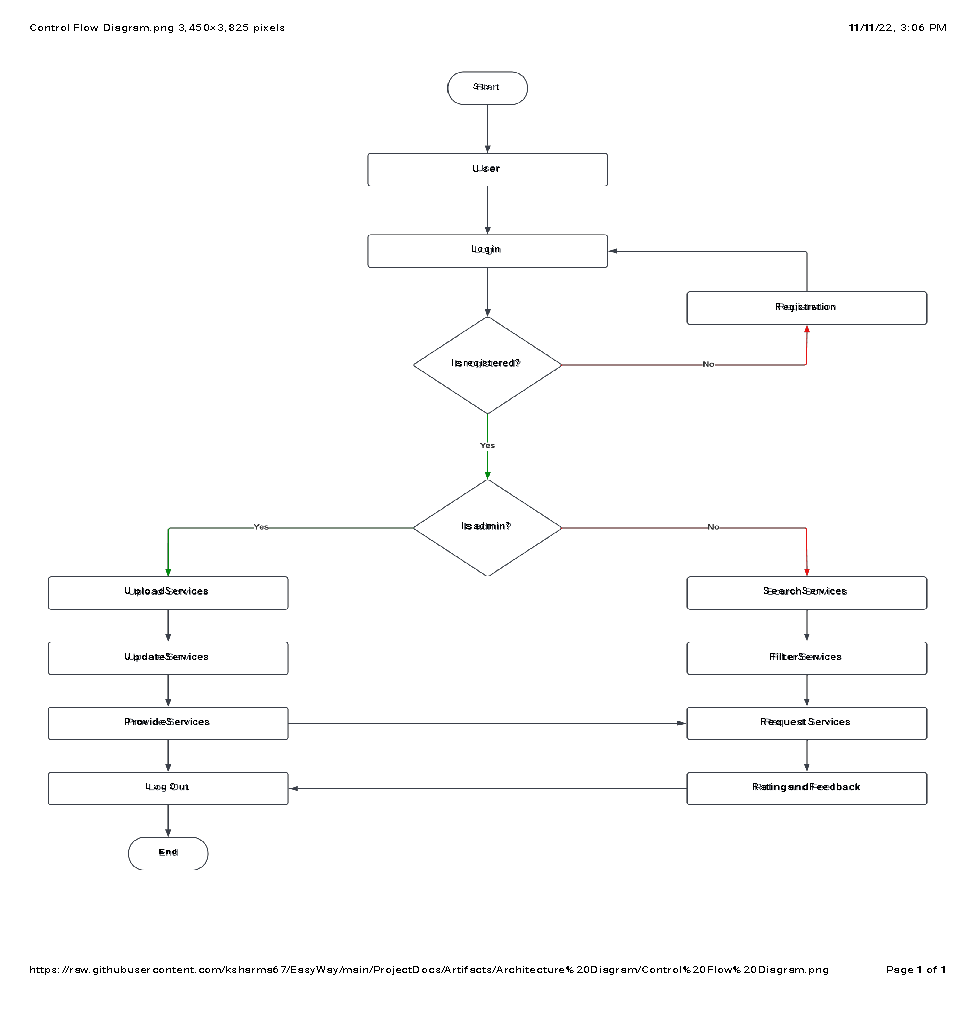 Control Flow Diagram.png 3,450×3,825 pixels
11/11/22, 3:06 PM
Start
User
Login
Registration
Is registered?
No
Yes
Is admin?
Yes
No
Upload Services
Search Services
Update Services
Filter Services
Provide Services
Request Services
Log Out
Ratings and Feedback
End
https://raw.githubusercontent.com/ksharma67/EasyWay/main/ProjectDocs/Artifacts/Architecture%20Diagram/Control%20Flow%20Diagram.png
Page 1 of 1